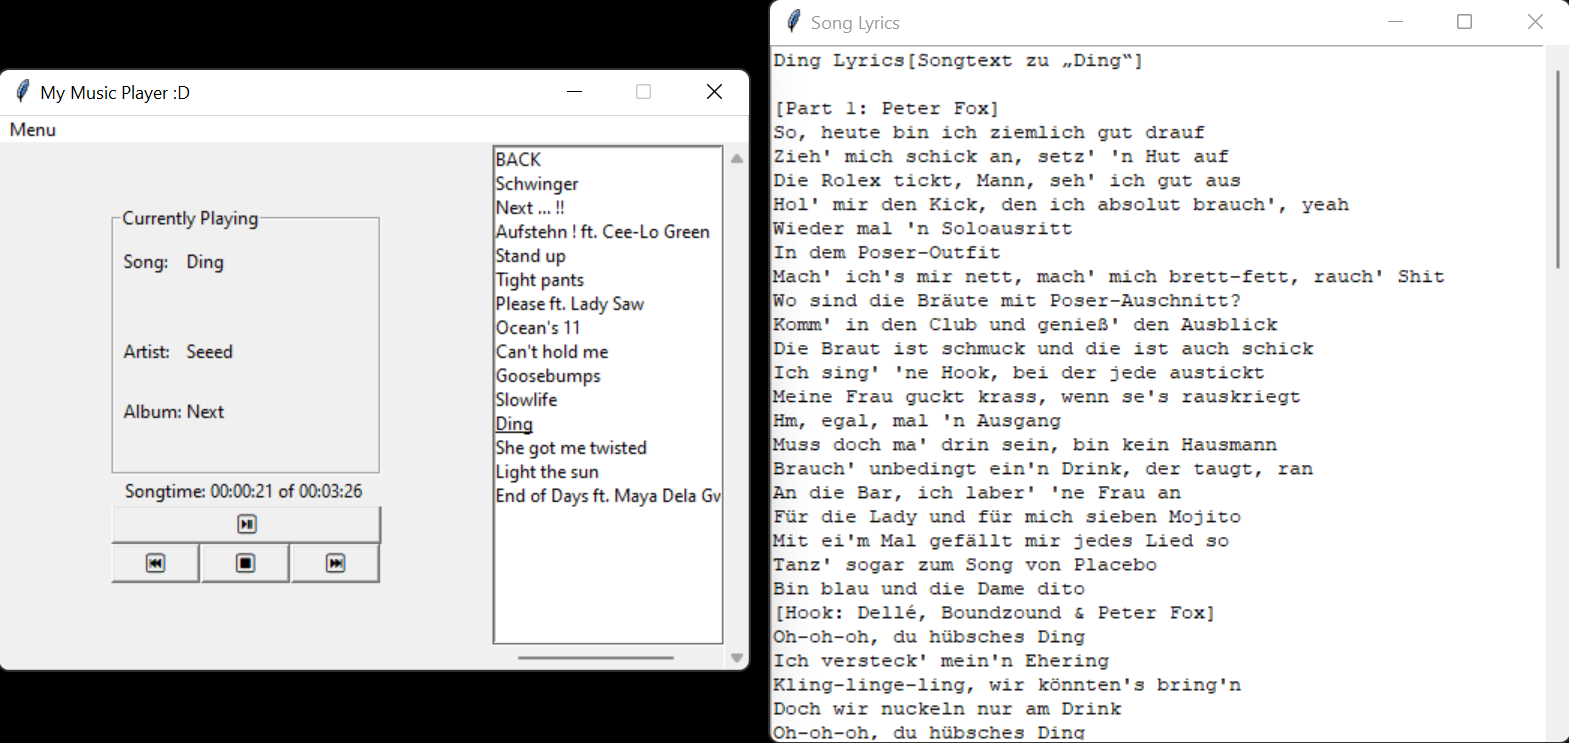 My Music Player :D
Menu
Currently Playing
Song: Ding
Artist: Seeed
Album: Next
Songtime: 00:00:21 of 00:03:26
BACK
Schwinger
Next ... !!
Aufstehn ! ft. Cee-Lo Green
Stand up
Tight pants
Please ft. Lady Saw
Ocean's 11
Can't hold me
Goosebumps
Slowlife
Ding
She got me twisted
Light the sun
End of Days ft. Maya Dela Gw
Song Lyrics
Ding Lyrics[Songtext zu „Ding“]
[Part 1: Peter Fox]
So, heute bin ich ziemlich gut drauf
Zieh' mich schick an, setz' 'n Hut auf
Die Rolex tickt, Mann, seh' ich gut aus
Hol' mir den Kick, den ich absolut brauch', yeah
Wieder mal 'n Soloausritt
In dem Poser-Outfit
Mach' ich's mir nett, mach' mich brett-fett, rauch' Shit
Wo sind die Bräute mit Poser-Auschnitt?
Komm' in den Club und genieß' den Ausblick
Die Braut ist schmuck und die ist auch schick
Ich sing' 'ne Hook, bei der jede austickt
Meine Frau guckt krass, wenn se's rauskriegt
Hm, egal, mal 'n Ausgang
Muss doch ma' drin sein, bin kein Hausmann
Brauch' unbedingt ein'n Drink, der taugt, ran
An die Bar, ich laber' 'ne Frau an
Für die Lady und für mich sieben Mojito
Mit ei'm Mal gefällt mir jedes Lied so
Tanz' sogar zum Song von Placebo
Bin blau und die Dame dito
[Hook: Dellé, Boundzound & Peter Fox]
Oh-oh-oh, du hübsches Ding
Ich versteck' mein'n Ehering
Kling-linge-ling, wir könnten's bring'n
Doch wir nuckeln nur am Drink
Oh-oh-oh, du hübsches Ding